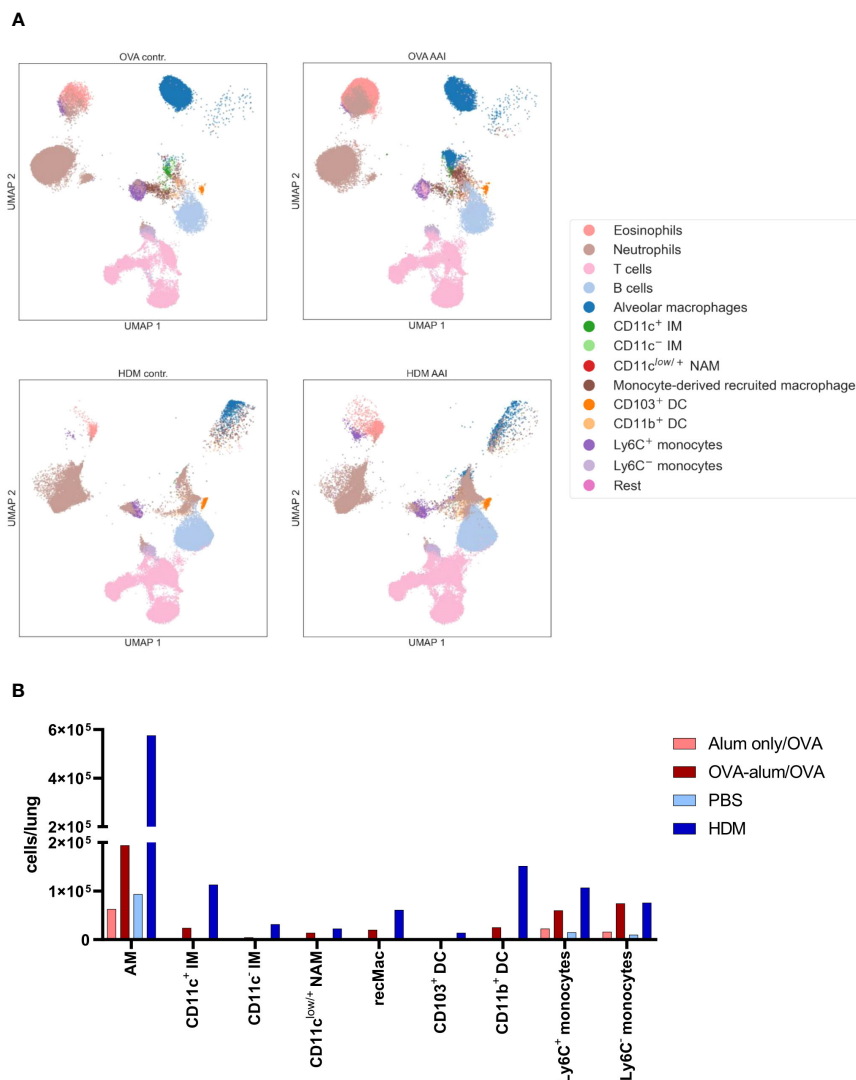 A
OVA contr.
OVA AAI
UMAP 2
UMAP 2
UMAP 1
UMAP 1
Eosinophils
Neutrophils
T cells
B cells
Alveolar macrophages
CD11c⁺ IM
CD11c⁻ IM
CD11c^low/+ NAM
Monocyte-derived recruited macrophage
CD103⁺ DC
CD11b⁺ DC
Ly6C⁺ monocytes
Ly6C⁻ monocytes
Rest
HDM contr.
HDM AAI
UMAP 2
UMAP 2
UMAP 1
UMAP 1
B
cells/lung
6×10⁵
4×10⁵
2×10⁵
2×10⁵
1×10⁵
0
AM
CD11c⁺ IM
CD11c⁻ IM
CD11c^low/+ NAM
recMac
CD103⁺ DC
CD11b⁺ DC
-y6C⁺ monocytes
Ly6C⁻ monocytes
Alum only/OVA
OVA-alum/OVA
PBS
HDM